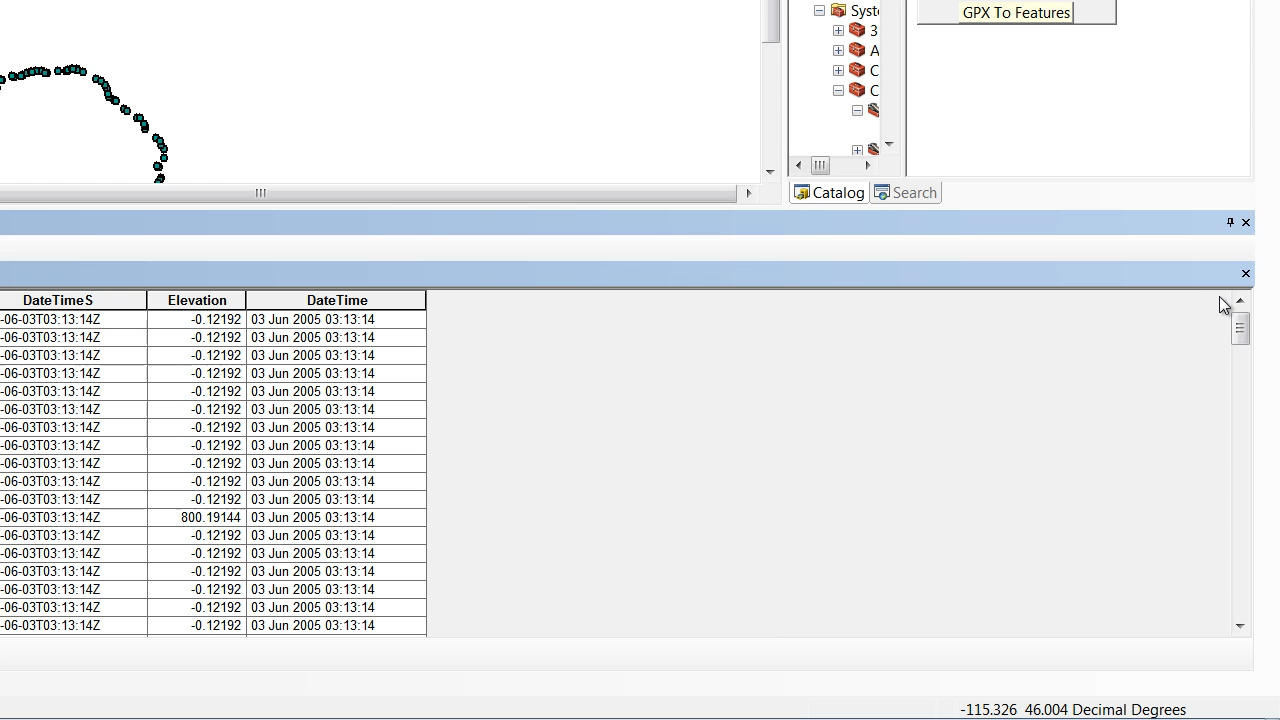 Syste
GPX To Features
3
A
C
C
Catalog Search
DateTimeS Elevation DateTime
-06-03T03:13:14Z -0.12192 03 Jun 2005 03:13:14
-06-03T03:13:14Z -0.12192 03 Jun 2005 03:13:14
-06-03T03:13:14Z -0.12192 03 Jun 2005 03:13:14
-06-03T03:13:14Z -0.12192 03 Jun 2005 03:13:14
-06-03T03:13:14Z -0.12192 03 Jun 2005 03:13:14
-06-03T03:13:14Z -0.12192 03 Jun 2005 03:13:14
-06-03T03:13:14Z -0.12192 03 Jun 2005 03:13:14
-06-03T03:13:14Z -0.12192 03 Jun 2005 03:13:14
-06-03T03:13:14Z -0.12192 03 Jun 2005 03:13:14
-06-03T03:13:14Z -0.12192 03 Jun 2005 03:13:14
-06-03T03:13:14Z -0.12192 03 Jun 2005 03:13:14
-06-03T03:13:14Z 800.19144 03 Jun 2005 03:13:14
-06-03T03:13:14Z -0.12192 03 Jun 2005 03:13:14
-06-03T03:13:14Z -0.12192 03 Jun 2005 03:13:14
-06-03T03:13:14Z -0.12192 03 Jun 2005 03:13:14
-06-03T03:13:14Z -0.12192 03 Jun 2005 03:13:14
-06-03T03:13:14Z -0.12192 03 Jun 2005 03:13:14
-06-03T03:13:14Z -0.12192 03 Jun 2005 03:13:14
-115.326 46.004 Decimal Degrees